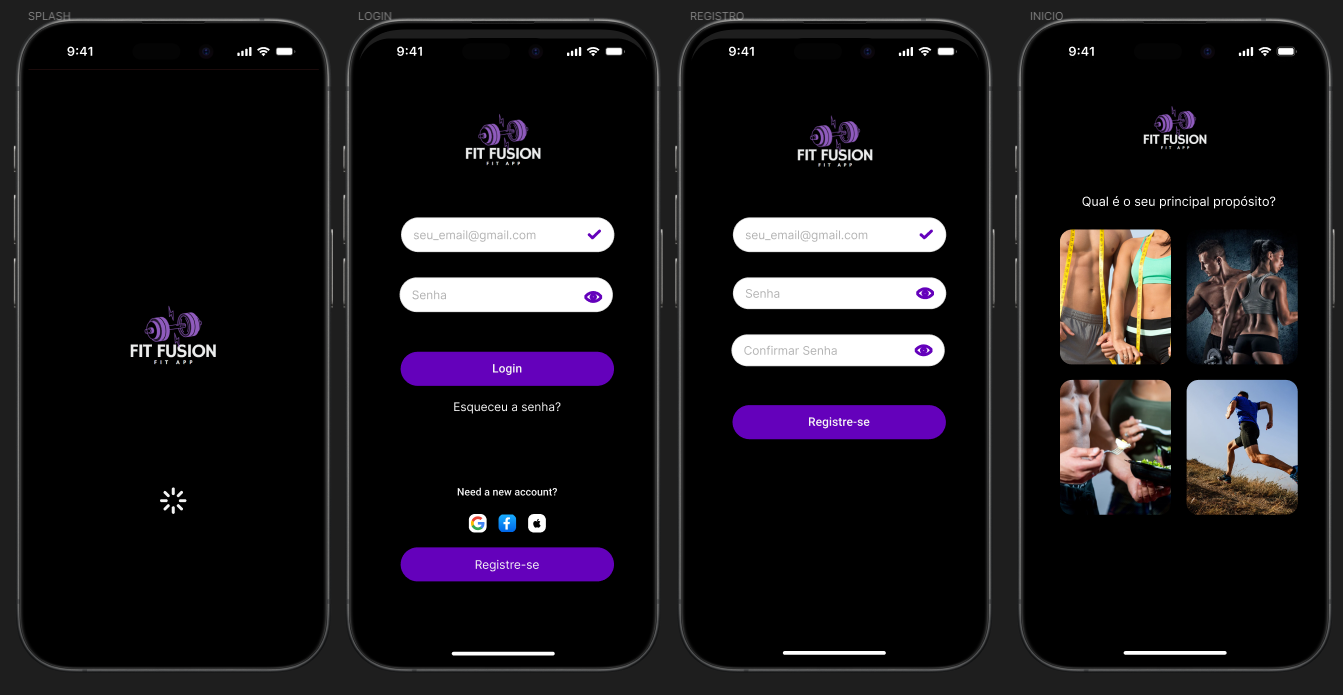 SPLASH
9:41
FIT FUSION
FIT APP
LOGIN
9:41
FIT FUSION
FIT APP
seu_email@gmail.com
Senha
Login
Esqueceu a senha?
Need a new account?
Registre-se
REGISTRO
9:41
FIT FUSION
FIT APP
seu_email@gmail.com
Senha
Confirmar Senha
Registre-se
INICIO
9:41
FIT FUSION
FIT APP
Qual é o seu principal propósito?